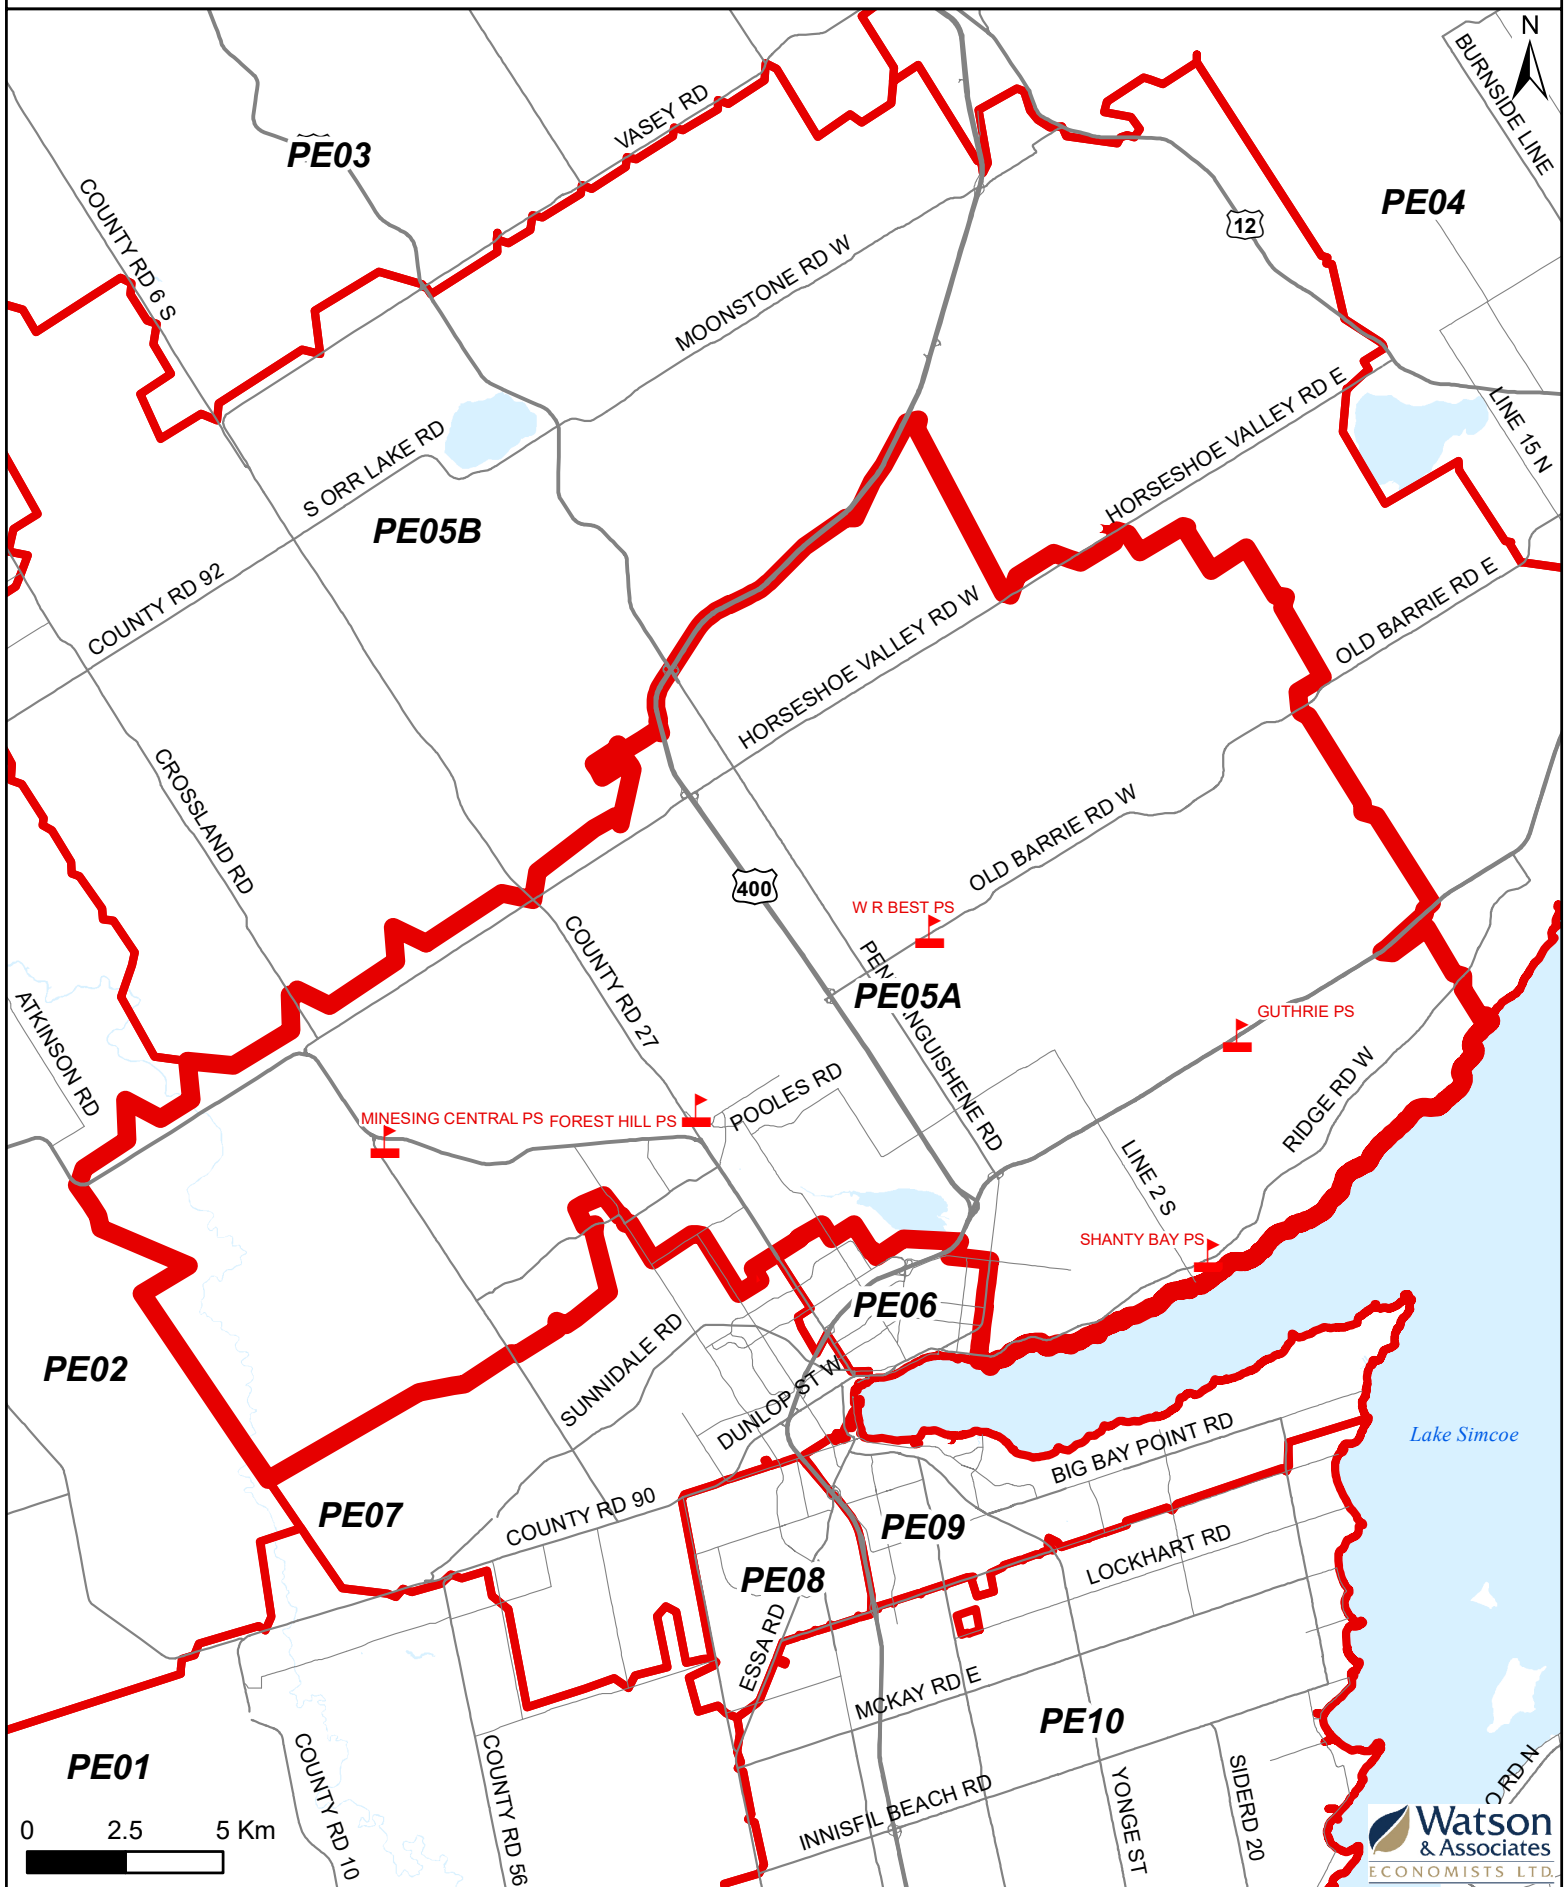 N
BURNSIDE LINE
VASEY RD
PE03
COUNTY RD 6 S
PE04
12
MOONSTONE RD W
HORSESHOE VALLEY RD E
LINE 15 N
S ORR LAKE RD
PE05B
COUNTY RD 92
OLD BARRIE RD E
HORSESHOE VALLEY RD W
CROSSLAND RD
OLD BARRIE RD W
400
W R BEST PS
COUNTY RD 27
PE05A
ATKINSON RD
GUTHRIE PS
RIDGE RD W
POOLES RD
MINESING CENTRAL PS
FOREST HILL PS
LINE 2 S
SHANTY BAY PS
PE06
PE02
SUNNIDALE RD
DUNLOP ST W
Lake Simcoe
BIG BAY POINT RD
COUNTY RD 90
PE07
PE09
LOCKHART RD
PE08
ESSA RD
MCKAY RD E
PE10
PE01
COUNTY RD 10
COUNTY RD 56
INNISFIL BEACH RD
YONGE ST
SIDERD 20
O RD N
0 2.5 5 Km
Watson
& Associates
ECONOMISTS LTD.